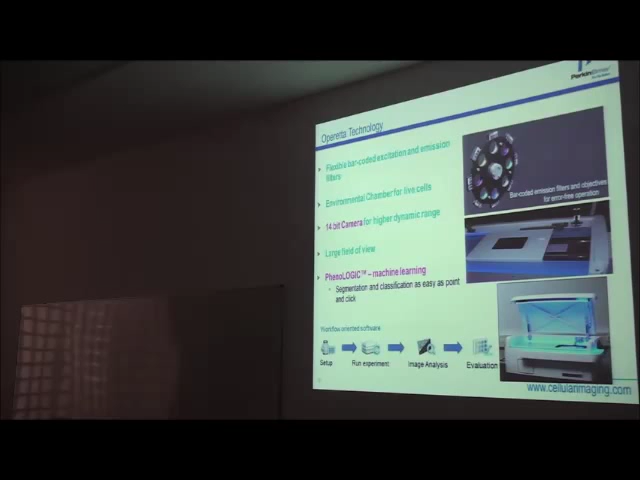 PerkinElmer
Operetta Technology
Flexible bar-coded excitation and emission
filters
Environmental Chamber for live cells
14 bit Camera for higher dynamic range
Large field of view
PhenoLOGIC™ – machine learning
Segmentation and classification as easy as point
and click
Bar-coded emission filters and objectives
for error-free operation
Workflow oriented software
Setup
Run experiment
Image Analysis
Evaluation
www.cellularimaging.com